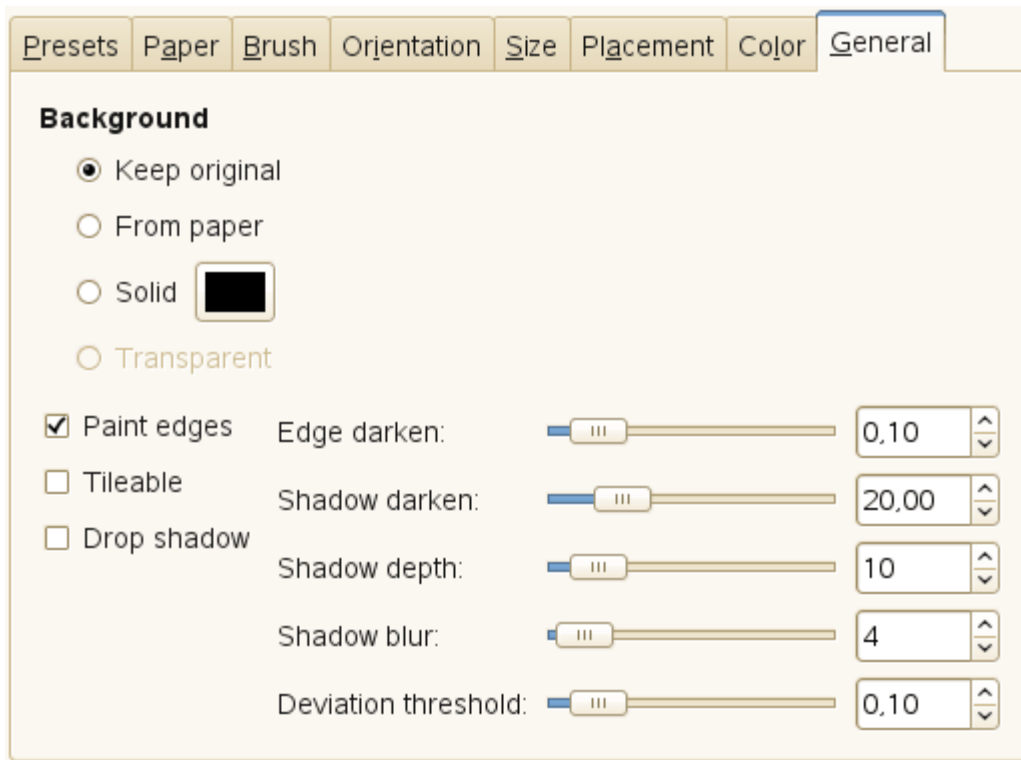 Presets Paper Brush Orientation Size Placement Color General
Background
Keep original
From paper
Solid
Transparent
Paint edges
Tileable
Drop shadow
Edge darken: 0,10
Shadow darken: 20,00
Shadow depth: 10
Shadow blur: 4
Deviation threshold: 0,10